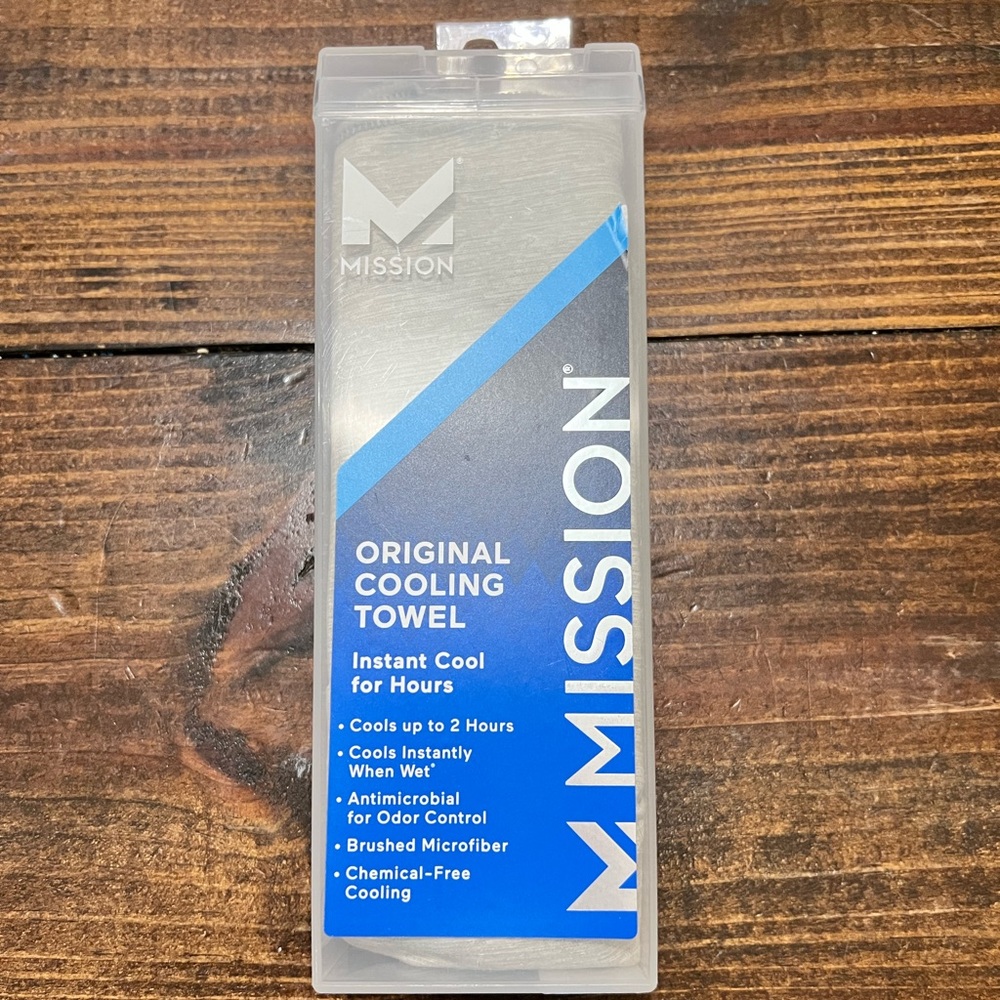 MISSION
MISSION®
ORIGINAL
COOLING
TOWEL
Instant Cool
for Hours
• Cools up to 2 Hours
• Cools Instantly
When Wet*
• Antimicrobial
for Odor Control
• Brushed Microfiber
• Chemical-Free
Cooling